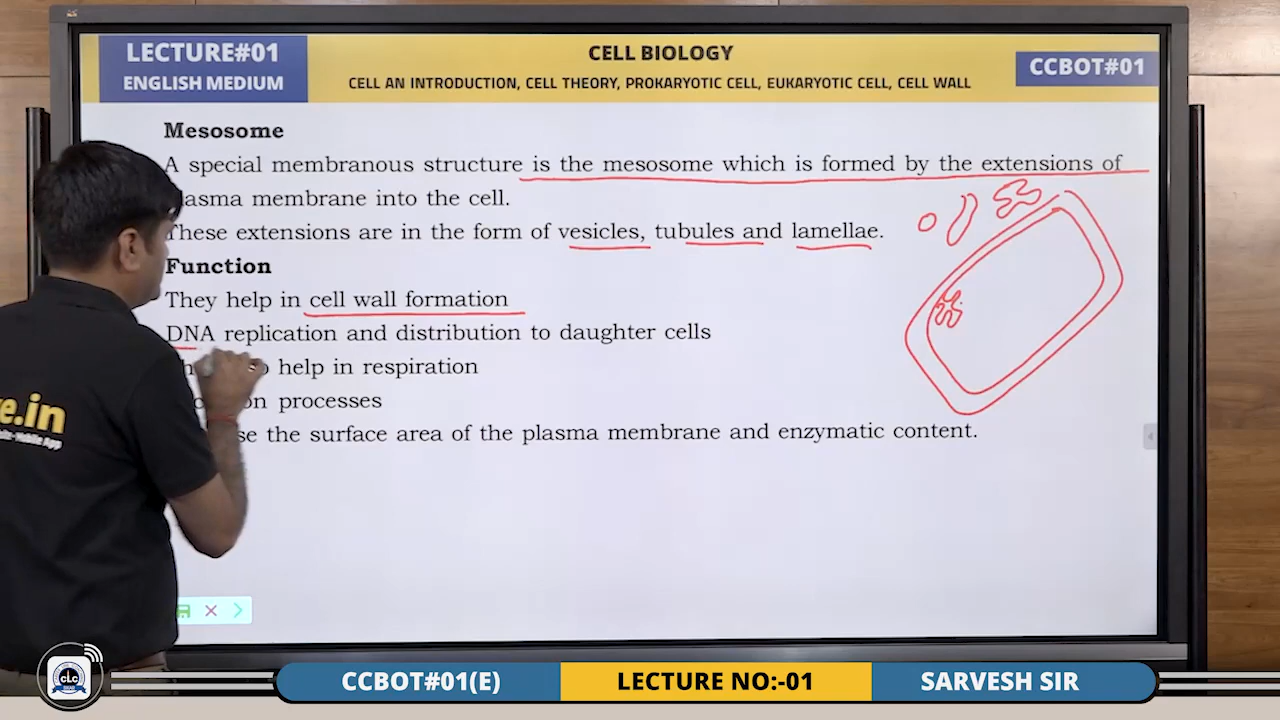 LECTURE#01
ENGLISH MEDIUM
CELL BIOLOGY
CELL AN INTRODUCTION, CELL THEORY, PROKARYOTIC CELL, EUKARYOTIC CELL, CELL WALL
CCBOT#01
Mesosome
A special membranous structure is the mesosome which is formed by the extensions of
membrane into the cell.
These extensions are in the form of vesicles, tubules and lamellae.
Function
They help in cell wall formation
DNA replication and distribution to daughter cells
help in respiration
processes
the surface area of the plasma membrane and enzymatic content.
e.in
Mobile App
CLC
CCBOT#01(E)
LECTURE NO:-01
SARVESH SIR